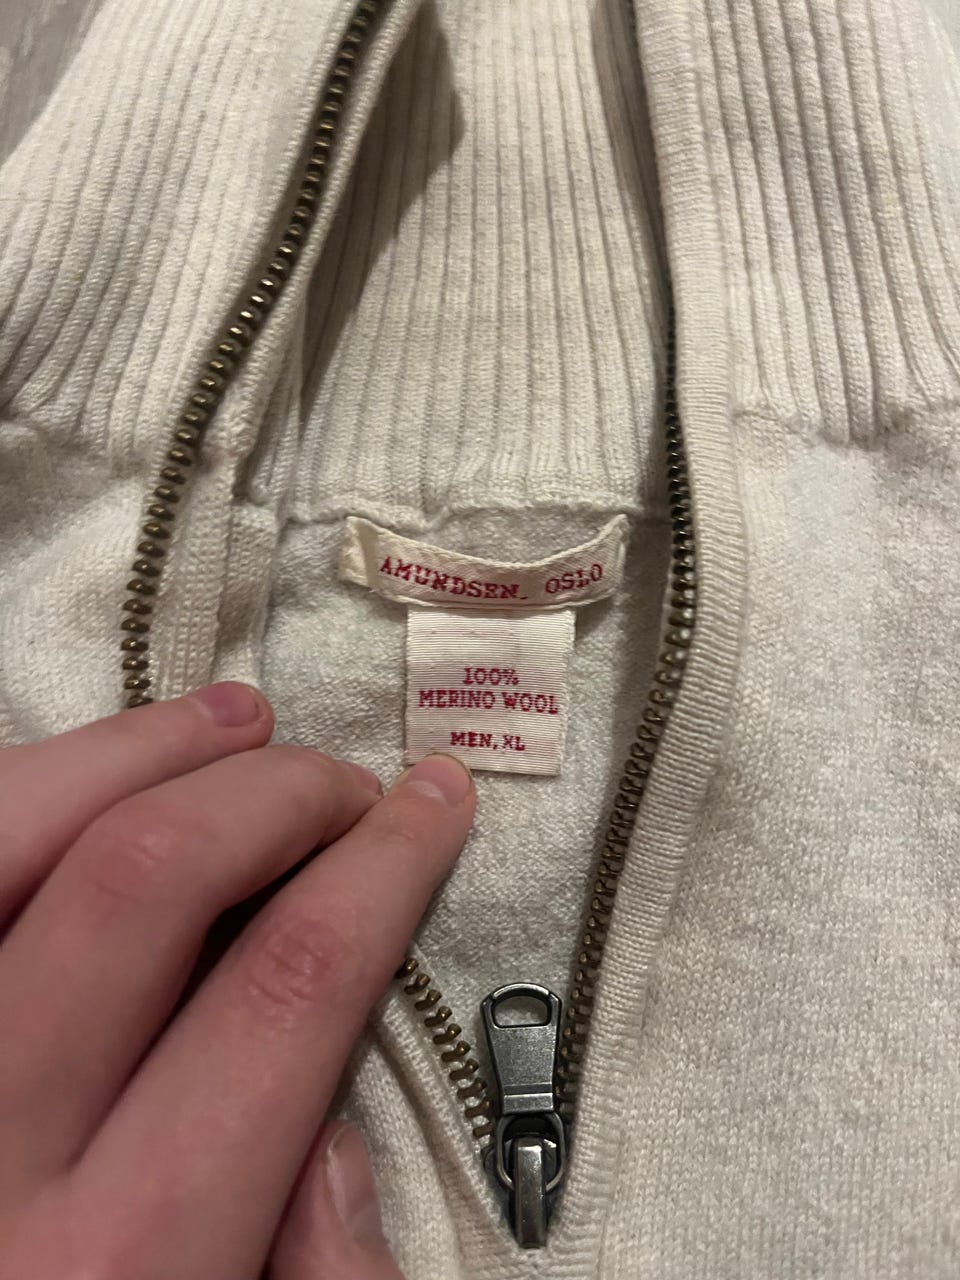 AMUNDSEN. OSLO
100%
MERINO WOOL
MEN, XL